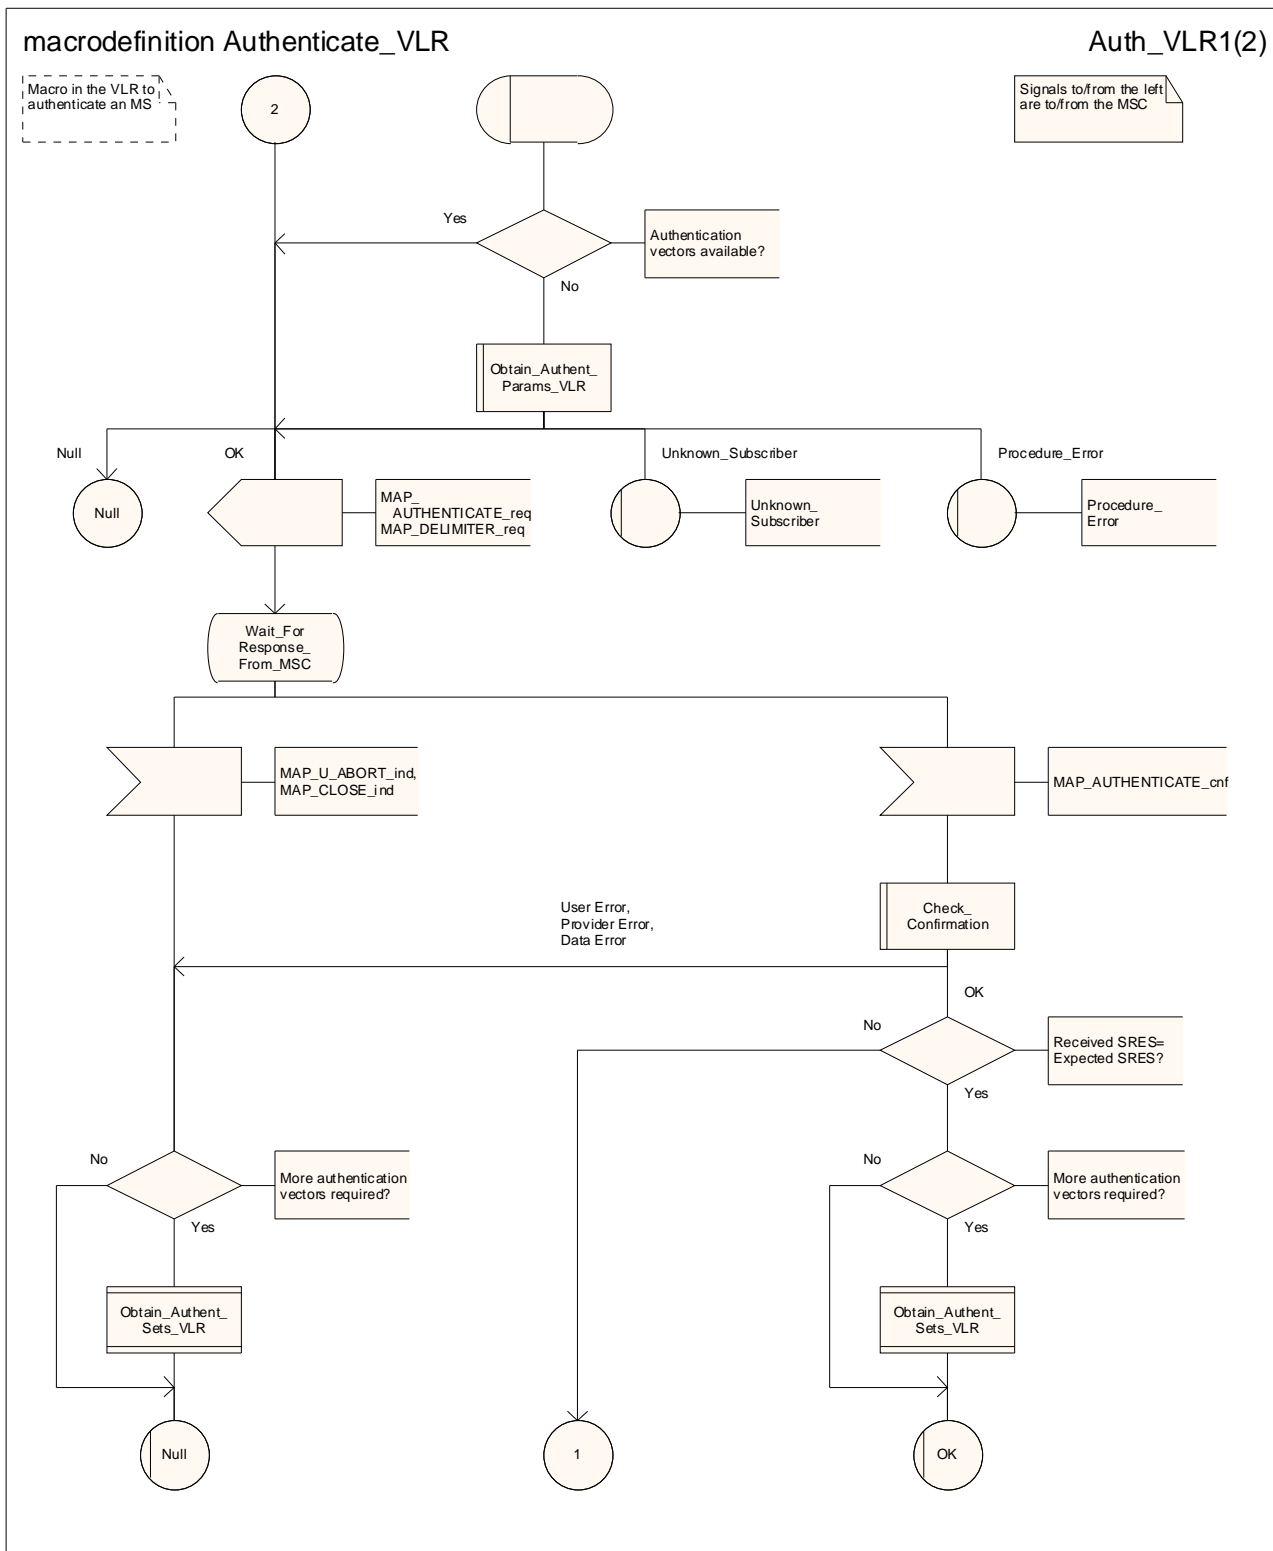 macrodefinition Authenticate_VLR
Auth_VLR1(2)
Macro in the VLR to
authenticate an MS
2
Signals to/from the left
are to/from the MSC
Yes
Authentication
vectors available?
No
Obtain_Authent_
Params_VLR
Null
OK
Unknown_Subscriber
Procedure_Error
Null
MAP_
AUTHENTICATE_req
MAP_DELIMITER_req
Unknown_
Subscriber
Procedure_
Error
Wait_For
Response_
From_MSC
MAP_U_ABORT_ind,
MAP_CLOSE_ind
MAP_AUTHENTICATE_cnf
User Error,
Provider Error,
Data Error
Check_
Confirmation
OK
No
Received SRES=
Expected SRES?
Yes
No
More authentication
vectors required?
Yes
No
More authentication
vectors required?
Yes
Obtain_Authent_
Sets_VLR
Obtain_Authent_
Sets_VLR
Null
1
OK